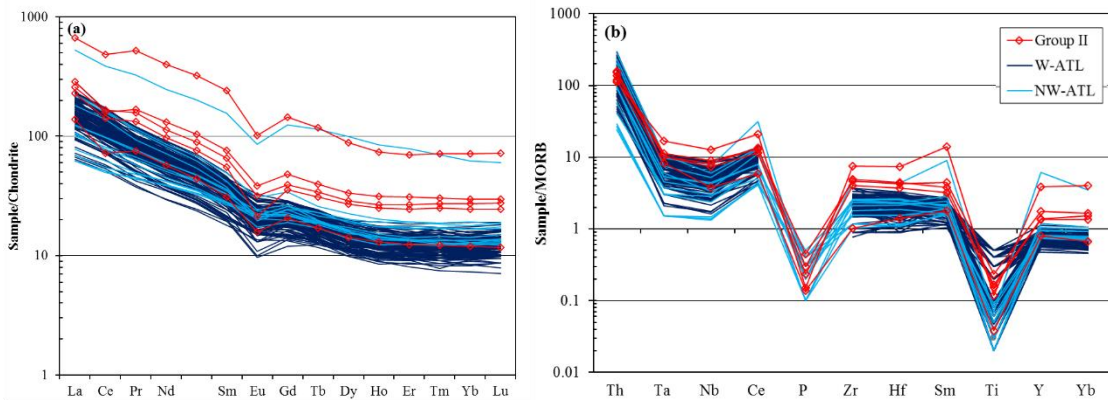 (a)
Sample/Chondrite
1000
100
10
1
La Ce Pr Nd Sm Eu Gd Tb Dy Ho Er Tm Yb Lu
(b)
Sample/MORB
1000
100
10
1
0.1
0.01
Th Ta Nb Ce P Zr Hf Sm Ti Y Yb
Group II
W-ATL
NW-ATL